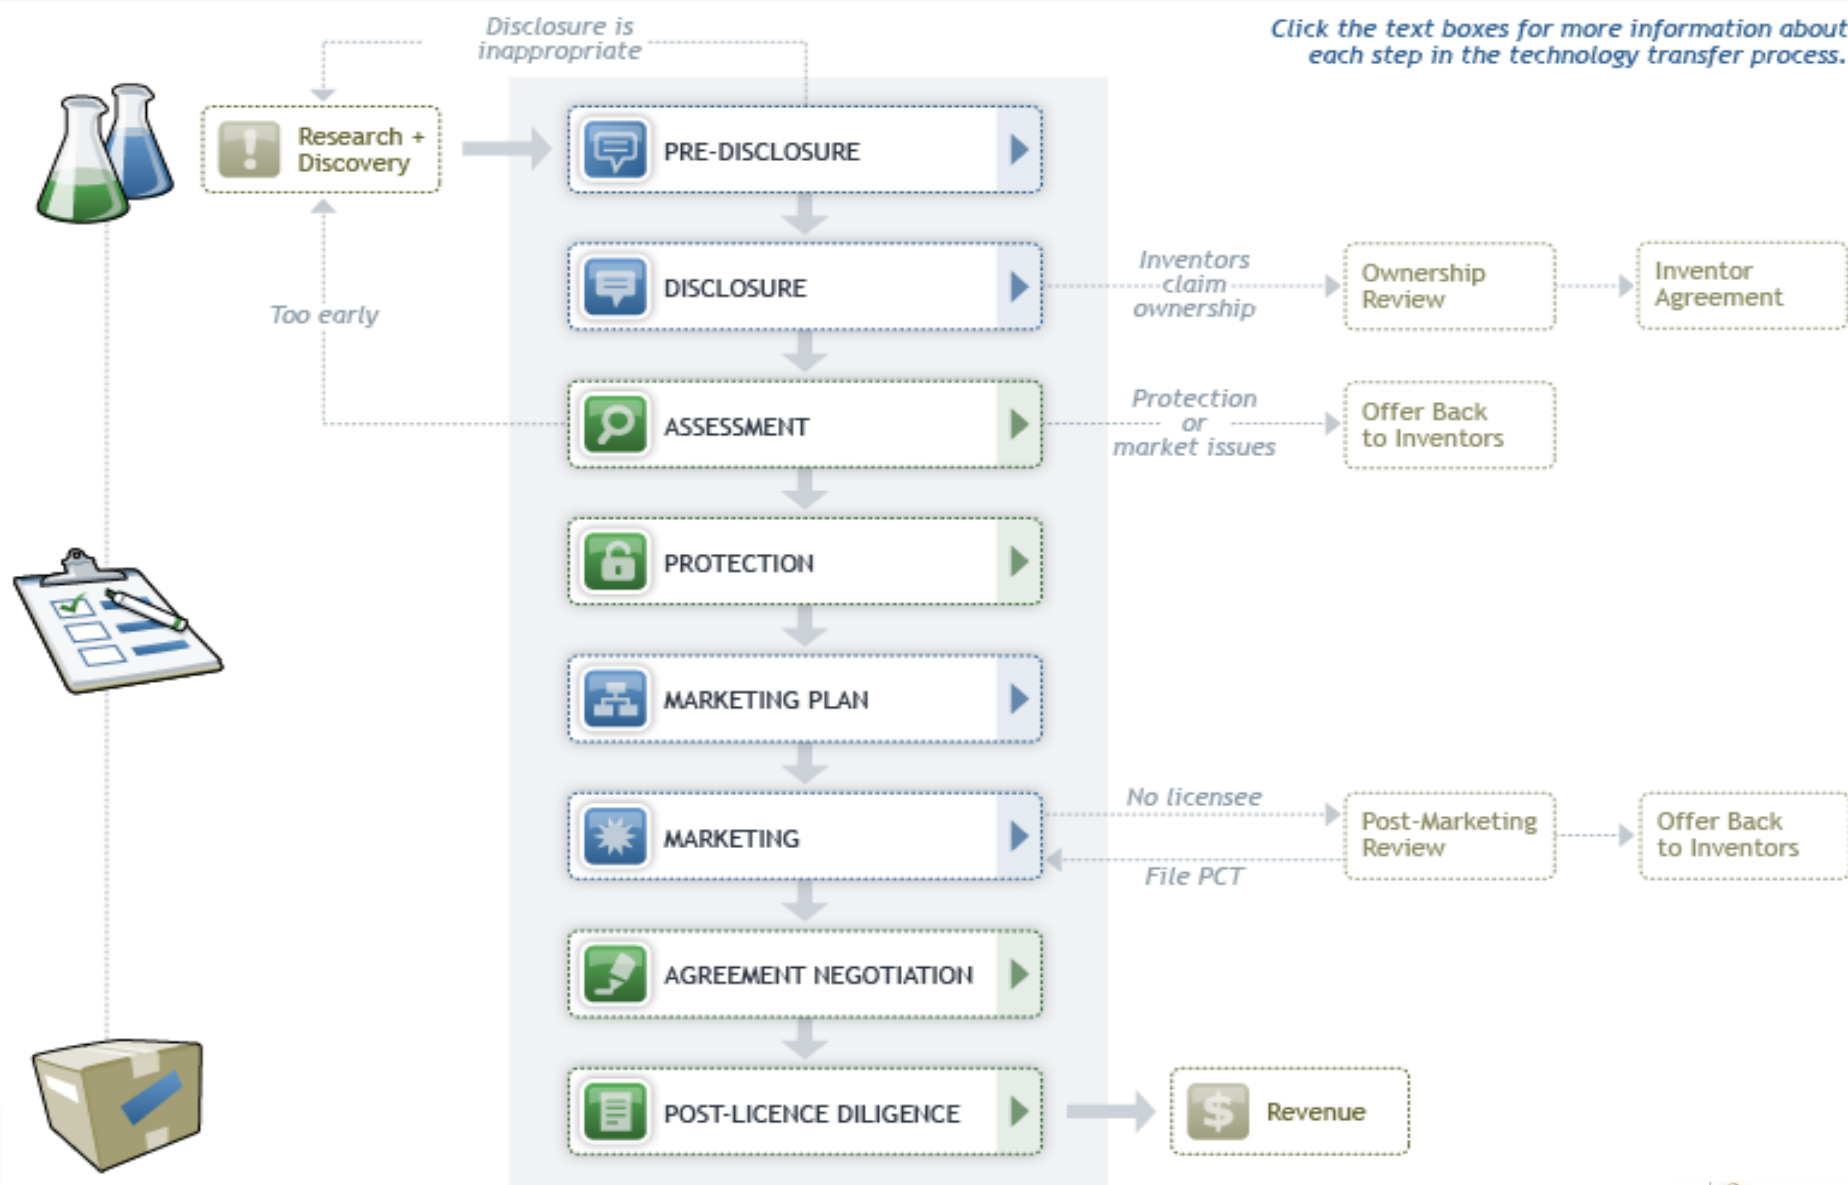 Disclosure is
inappropriate
Click the text boxes for more information about
each step in the technology transfer process.
Research +
Discovery
PRE-DISCLOSURE
DISCLOSURE
Inventors
claim
ownership
Ownership
Review
Inventor
Agreement
Too early
ASSESSMENT
Protection
or
market issues
Offer Back
to Inventors
PROTECTION
MARKETING PLAN
MARKETING
No licensee
File PCT
Post-Marketing
Review
Offer Back
to Inventors
AGREEMENT NEGOTIATION
POST-LICENCE DILIGENCE
$
Revenue